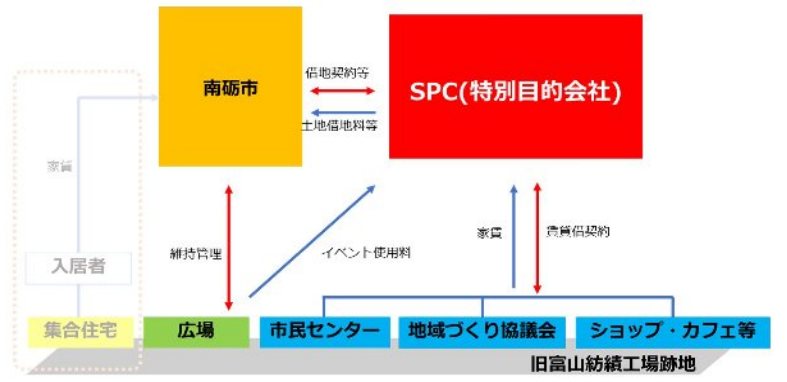 南砺市
借地契約等
SPC(特別目的会社)
土地借地料等
家賃
維持管理
イベント使用料
家賃
賃貸借契約
入居者
集合住宅
広場
市民センター
地域づくり協議会
ショップ・カフェ等
旧富山紡績工場跡地